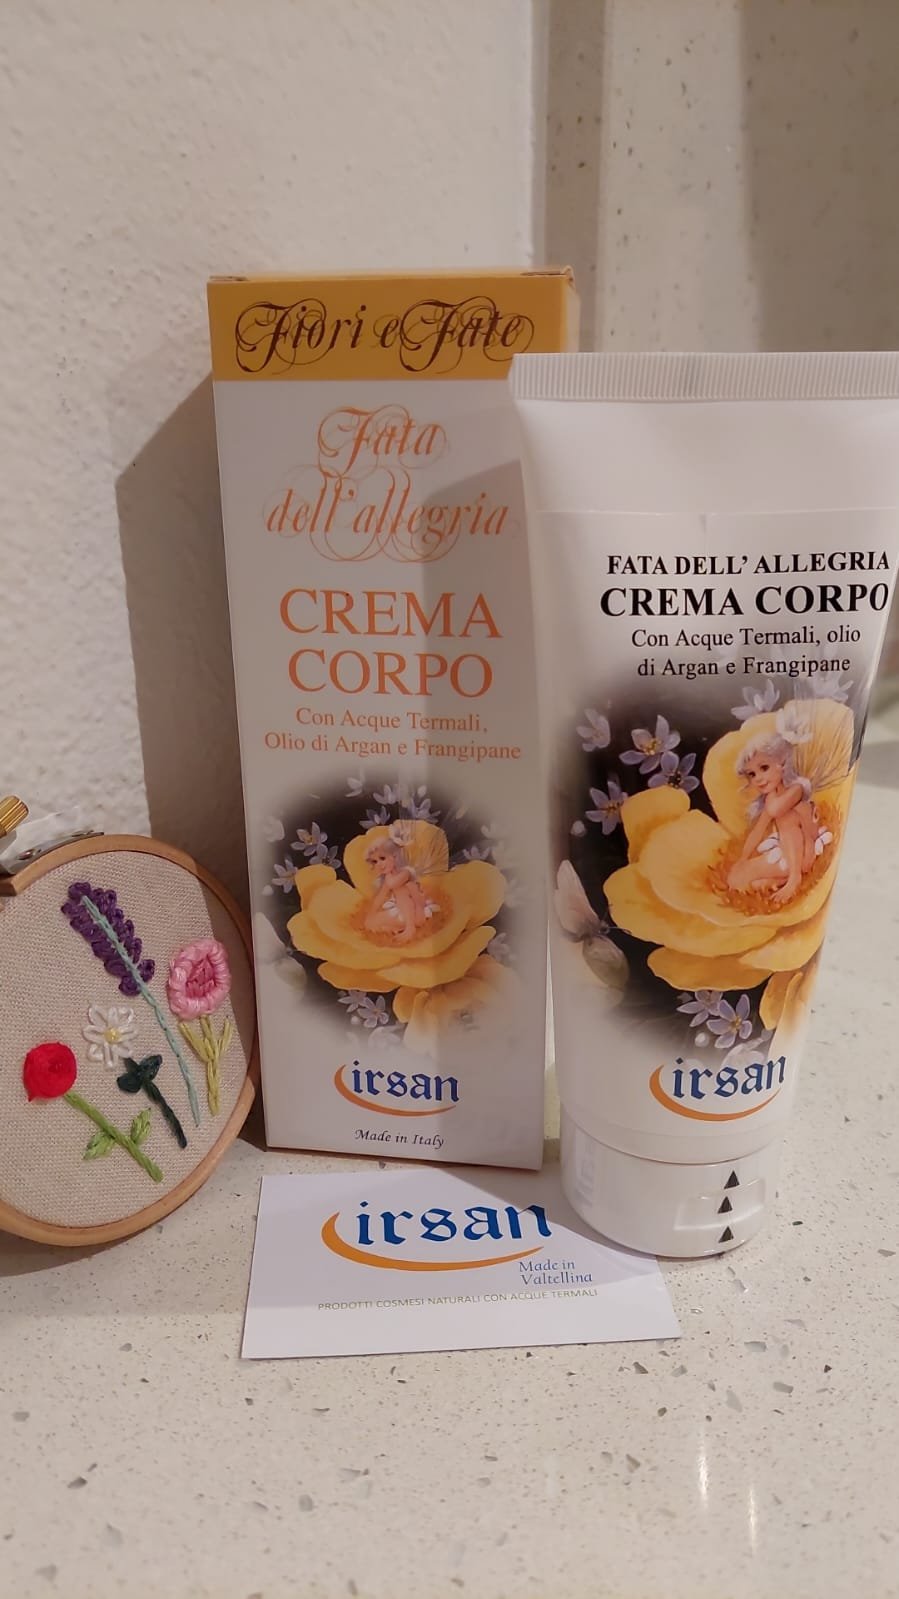 Fiori e Fate
Fata
dell'allegria
CREMA
CORPO
Con Acque Termali,
Olio di Argan e Frangipane
irsan
Made in Italy
FATA DELL' ALLEGRIA
CREMA CORPO
Con Acque Termali, olio
di Argan e Frangipane
irsan
irsan
Made in
Valtellina
PRODOTTI COSMESI NATURALI CON ACQUE TERMALI